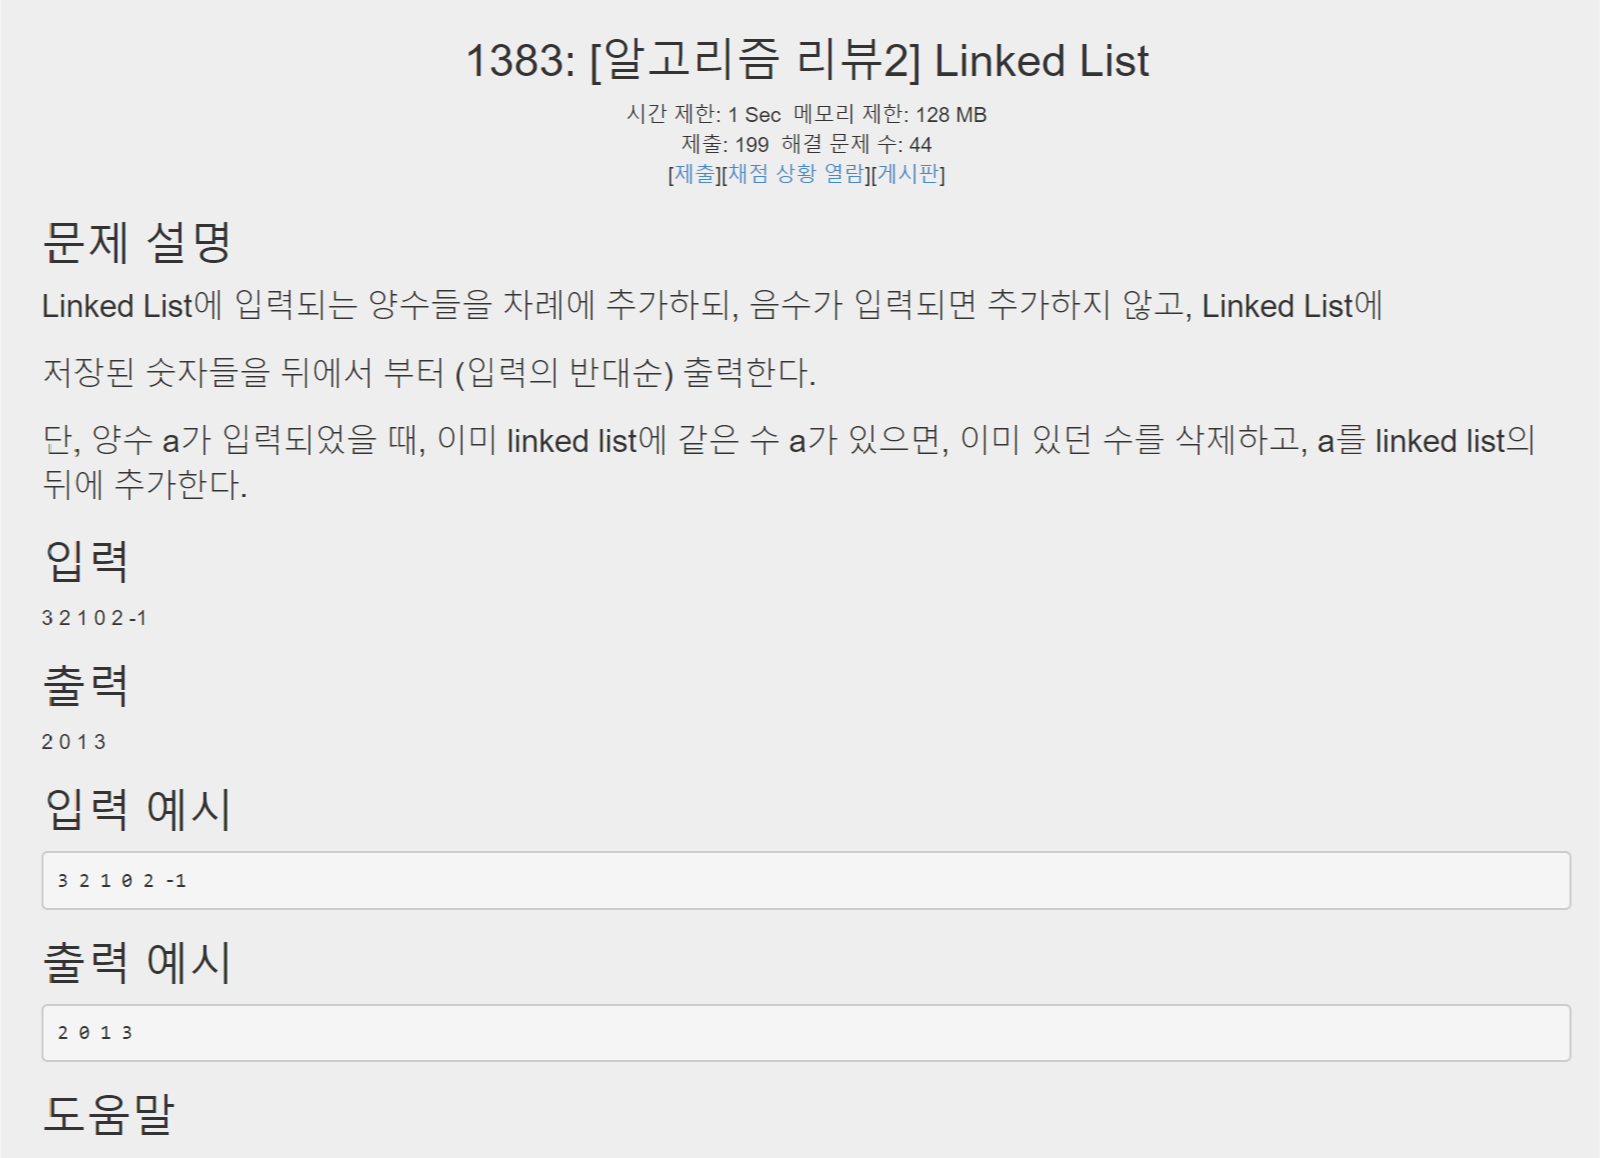 1383: [알고리즘 리뷰2] Linked List
시간 제한: 1 Sec  메모리 제한: 128 MB
제출: 199  해결 문제 수: 44
[제출][채점 상황 열람][게시판]
문제 설명
Linked List에 입력되는 양수들을 차례에 추가하되, 음수가 입력되면 추가하지 않고, Linked List에
저장된 숫자들을 뒤에서 부터 (입력의 반대순) 출력한다.
단, 양수 a가 입력되었을 때, 이미 linked list에 같은 수 a가 있으면, 이미 있던 수를 삭제하고, a를 linked list의
뒤에 추가한다.
입력
3 2 1 0 2 -1
출력
2 0 1 3
입력 예시
3 2 1 0 2 -1
출력 예시
2 0 1 3
도움말